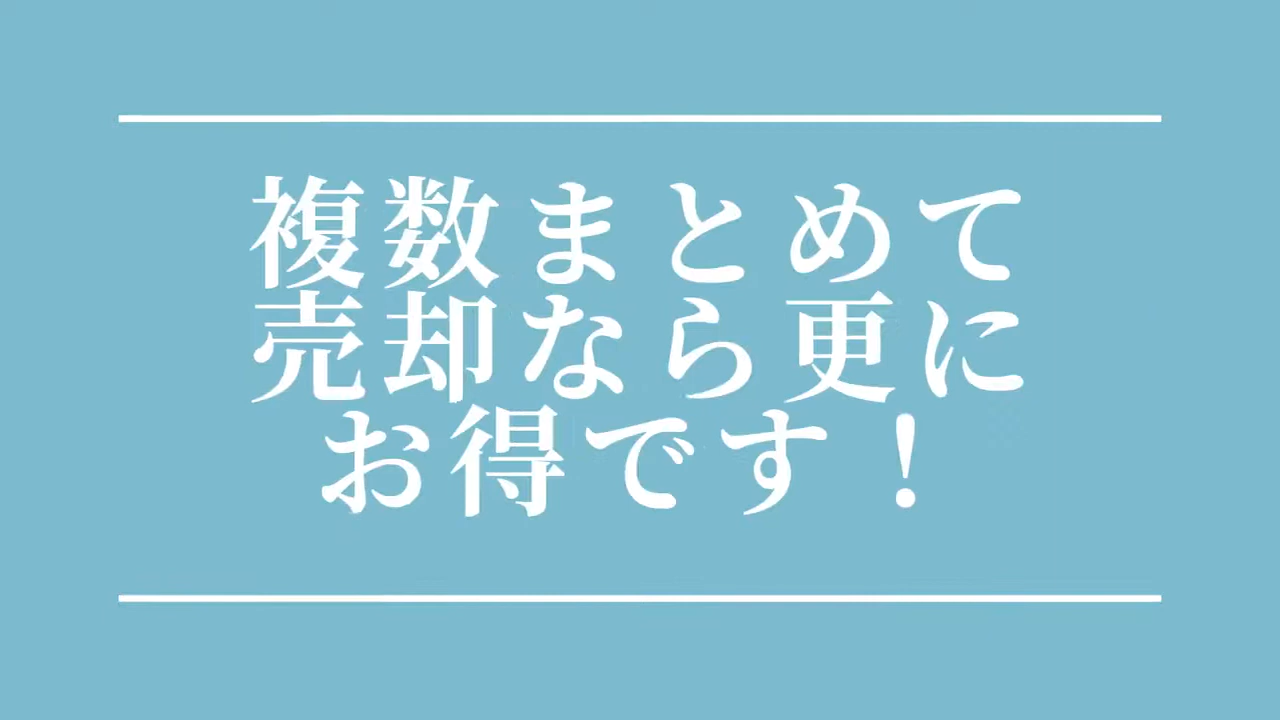 複数まとめて
売却なら更に
お得です！